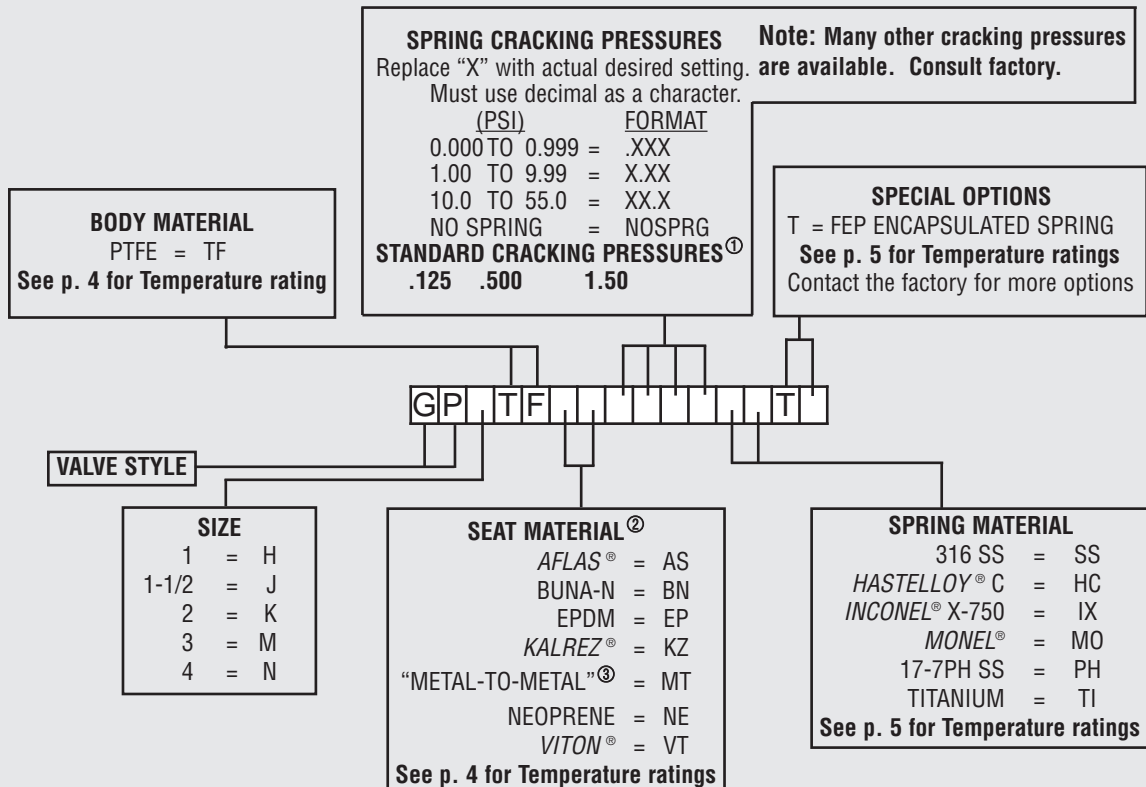 SPRING CRACKING PRESSURES
Replace “X” with actual desired setting.
Must use decimal as a character.
(PSI) FORMAT
0.000 TO 0.999 = .XXX
1.00 TO 9.99 = X.XX
10.0 TO 55.0 = XX.X
NO SPRING = NOSPRG
STANDARD CRACKING PRESSURES①
.125 .500 1.50
Note: Many other cracking pressures
are available. Consult factory.
BODY MATERIAL
PTFE = TF
See p. 4 for Temperature rating
SPECIAL OPTIONS
T = FEP ENCAPSULATED SPRING
See p. 5 for Temperature ratings
Contact the factory for more options
GP TF T
VALVE STYLE
SIZE
1 = H
1-1/2 = J
2 = K
3 = M
4 = N
SEAT MATERIAL②
AFLAS® = AS
BUNA-N = BN
EPDM = EP
KALREZ® = KZ
“METAL-TO-METAL”③ = MT
NEOPRENE = NE
VITON® = VT
See p. 4 for Temperature ratings
SPRING MATERIAL
316 SS = SS
HASTELLOY® C = HC
INCONEL® X-750 = IX
MONEL® = MO
17-7PH SS = PH
TITANIUM = TI
See p. 5 for Temperature ratings